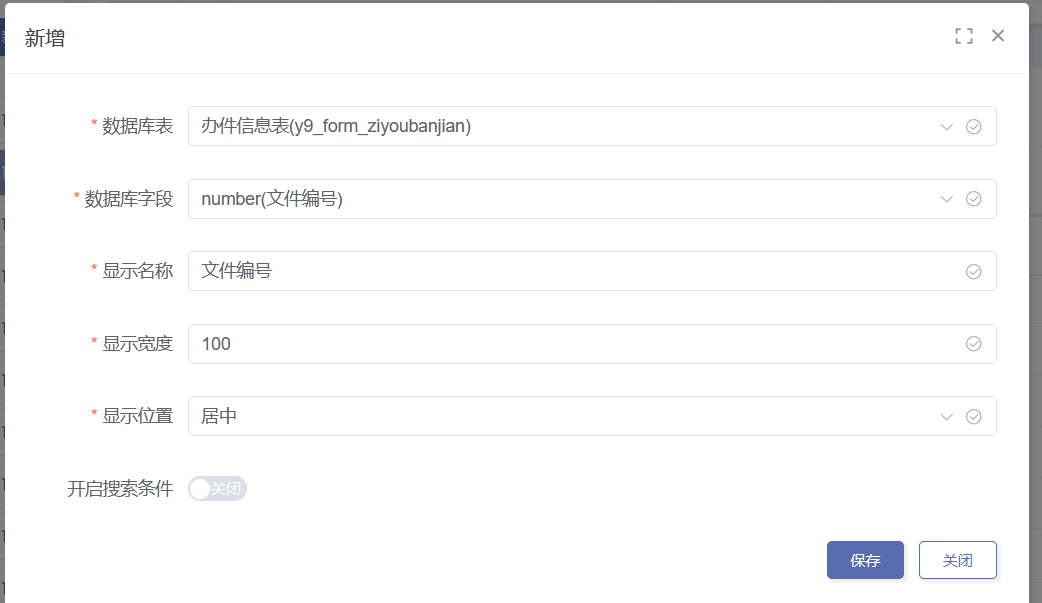 新增
* 数据库表 办件信息表(y9_form_ziyoubanjian)
* 数据库字段 number(文件编号)
* 显示名称 文件编号
* 显示宽度 100
* 显示位置 居中
开启搜索条件 关闭
保存 关闭